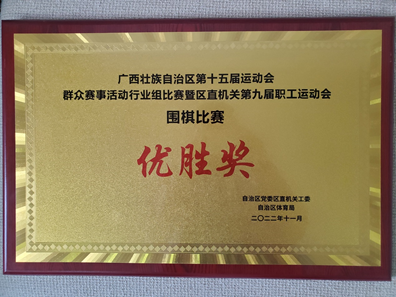 广西壮族自治区第十五届运动会
群众赛事活动行业组比赛暨区直机关第九届职工运动会
围棋比赛
优胜奖
自治区党委区直机关工委
自治区体育局
二〇二二年十一月